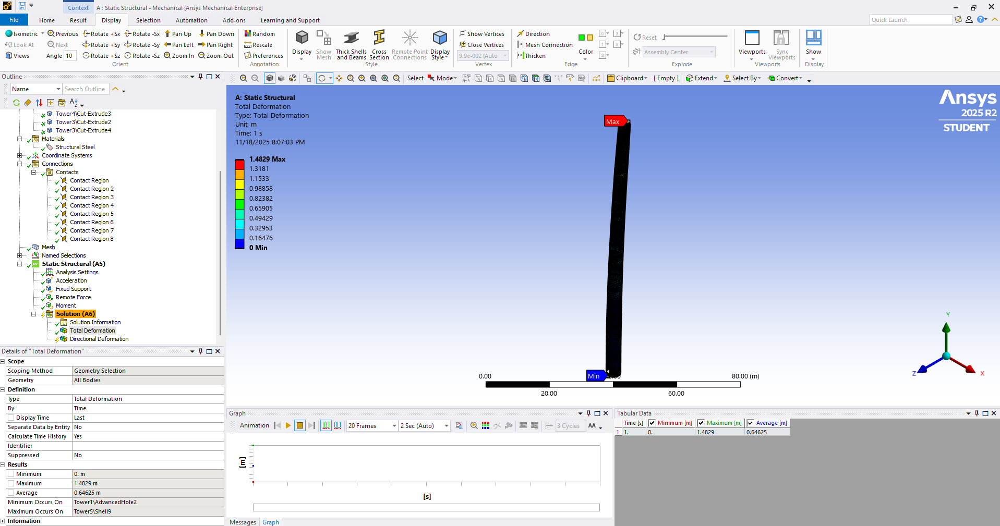 Context
A : Static Structural - Mechanical [Ansys Mechanical Enterprise]
File
Home
Result
Display
Selection
Automation
Add-ons
Learning and Support
Quick Launch
Isometric
Previous
Rotate +Sx
Rotate -Sx
Pan Up
Pan Down
Look At
Next
Rotate +Sy
Rotate -Sy
Pan Left
Pan Right
Views
Angle 10
Rotate +Sz
Rotate -Sz
Zoom In
Zoom Out
Orient
Random
Rescale
Preferences
Annotation
Display
Show Mesh
Thick Shells and Beams
Cross Section
Remote Point Connections
Display Style
Style
Show Vertices
Close Vertices
9.9e-002 (Auto
Vertex
Direction
Mesh Connection
Thicken
Color
Edge
Reset
Assembly Center
Explode
Viewports
Sync Viewports
Viewports
Show
Display
Outline
Name
Search Outline
Select
Mode
Clipboard
[ Empty ]
Extend
Select By
Convert
Tower4\Cut-Extrude3
Tower3\Cut-Extrude2
Tower3\Cut-Extrude4
Materials
Structural Steel
Coordinate Systems
Connections
Contacts
Contact Region
Contact Region 2
Contact Region 3
Contact Region 4
Contact Region 5
Contact Region 6
Contact Region 7
Contact Region 8
Mesh
Named Selections
Static Structural (A5)
Analysis Settings
Acceleration
Fixed Support
Remote Force
Moment
Solution (A6)
Solution Information
Total Deformation
Directional Deformation
A: Static Structural
Total Deformation
Type: Total Deformation
Unit: m
Time: 1 s
11/18/2025 8:07:03 PM
1.4829 Max
1.3181
1.1533
0.98858
0.82382
0.65905
0.49429
0.32953
0.16476
0 Min
Max
Min
Ansys
2025 R2
STUDENT
0.00
80.00 (m)
20.00
60.00
Y
Z
X
Details of "Total Deformation"
Scope
Scoping Method Geometry Selection
Geometry All Bodies
Definition
Type Total Deformation
By Time
Display Time Last
Separate Data by Entity No
Calculate Time History Yes
Identifier
Suppressed No
Results
Minimum 0. m
Maximum 1.4829 m
Average 0.64625 m
Minimum Occurs On Tower1\AdvancedHole2
Maximum Occurs On Tower5\Shell9
Information
Graph
Animation
20 Frames
2 Sec (Auto)
3 Cycles
AA
[m]
[s]
Messages
Graph
Tabular Data
Time [s] Minimum [m] Maximum [m] Average [m]
1 1. 0. 1.4829 0.64625